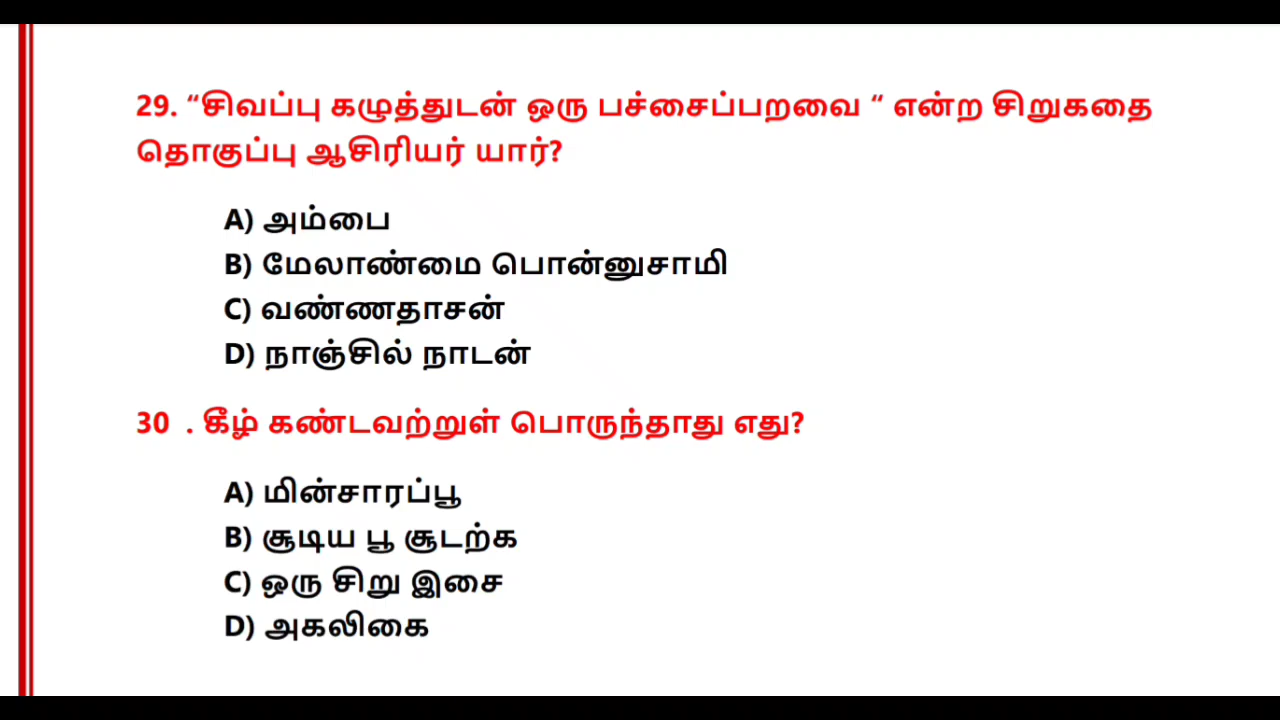 29. “சிவப்பு கழுத்துடன் ஒரு பச்சைப்பறவை “ என்ற சிறுகதை
தொகுப்பு ஆசிரியர் யார்?
A) அம்பை
B) மேலாண்மை பொன்னுசாமி
C) வண்ணதாசன்
D) நாஞ்சில் நாடன்
30 . கீழ் கண்டவற்றுள் பொருந்தாது எது?
A) மின்சாரப்பூ
B) சூடிய பூ சூடற்க
C) ஒரு சிறு இசை
D) அகலிகை